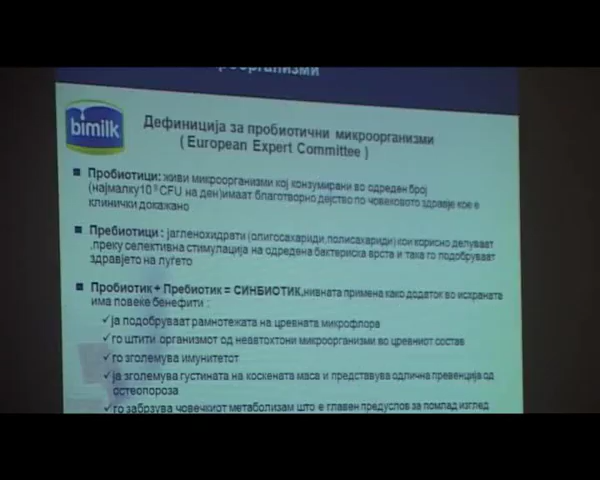 bimilk
Дефиниција за пробиотични микроорганизми
( European Expert Committee )
Пробиотици: живи микроорганизми кој конзумирани во одреден број
(најмалку10⁹ CFU на ден)имаат благотворно дејство по човековото здравје кое е
клинички докажано
Пребиотици : јагленохидрати (олигосахариди,полисахариди) кои корисно делуваат
,преку селективна стимулација на одредена бактериска врста и така го подобруваат
здравјето на луѓето
Пробиотик + Пребиотик = СИНБИОТИК,нивната примена како додаток во исхраната
има повеќе бенефити :
✓ја подобруваат рамнотежата на цревната микрофлора
✓го штити организмот од неавтохтони микроорганизми во цревниот состав
✓го зголемува имунитетот
✓ја зголемува густината на коскената маса и представува одлична превенција од
остеопороза
✓го забрзува човечкиот метаболизам што е главен предуслов за помлад изглед